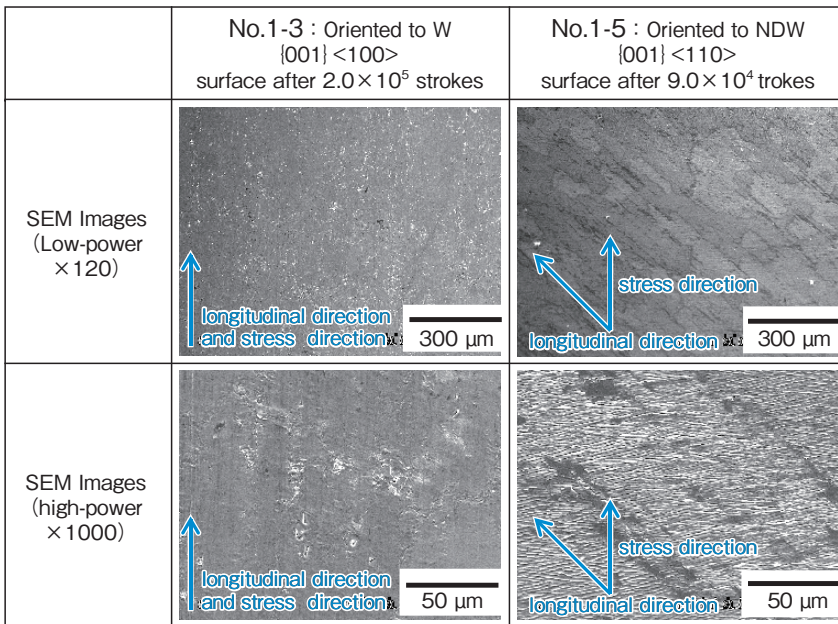 No.1-3 : Oriented to W
{001} <100>
surface after 2.0×10⁵ strokes
No.1-5 : Oriented to NDW
{001} <110>
surface after 9.0×10⁴ trokes
SEM Images
(Low-power
×120)
longitudinal direction
and stress direction
300 µm
stress direction
longitudinal direction
300 µm
SEM Images
(high-power
×1000)
longitudinal direction
and stress direction
50 µm
stress direction
longitudinal direction
50 µm